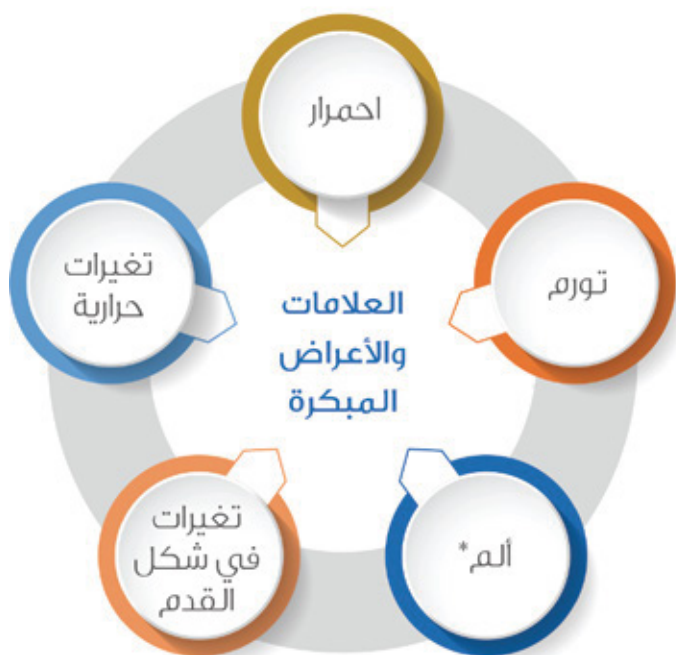 احمرار
تورم
ألم*
تغيرات
في شكل
القدم
تغيرات
حرارية
العلامات
والأعراض
المبكرة